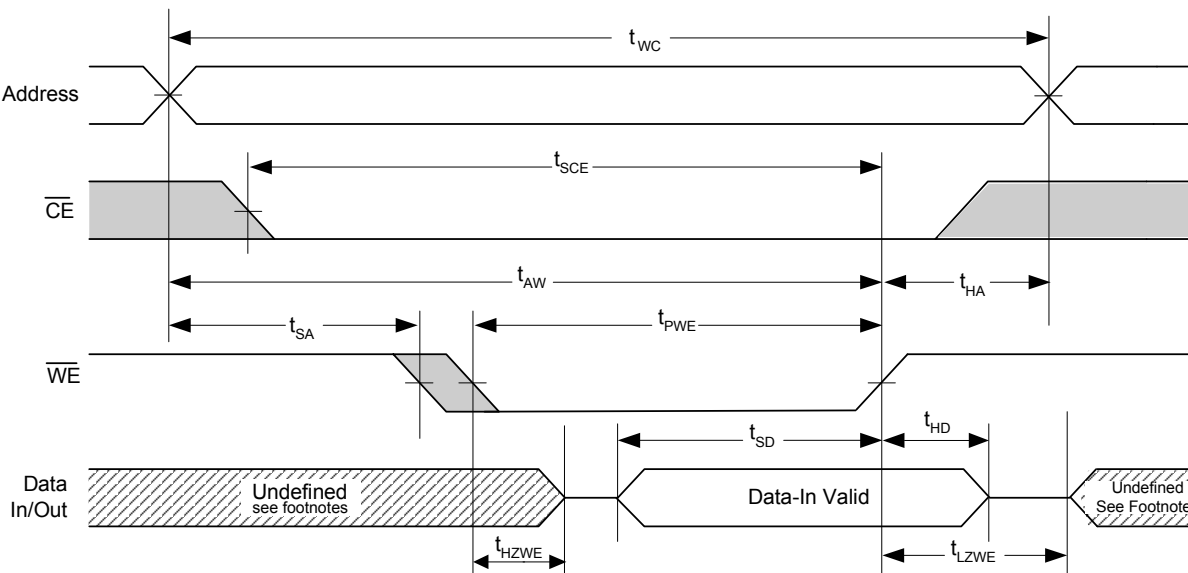 tWC
Address
tSCE
CE
tAW
tHA
tSA
tPWE
WE
tSD
tHD
Data
In/Out
Undefined
see footnotes
Data-In Valid
Undefined
See Footnote
tHZWE
tLZWE